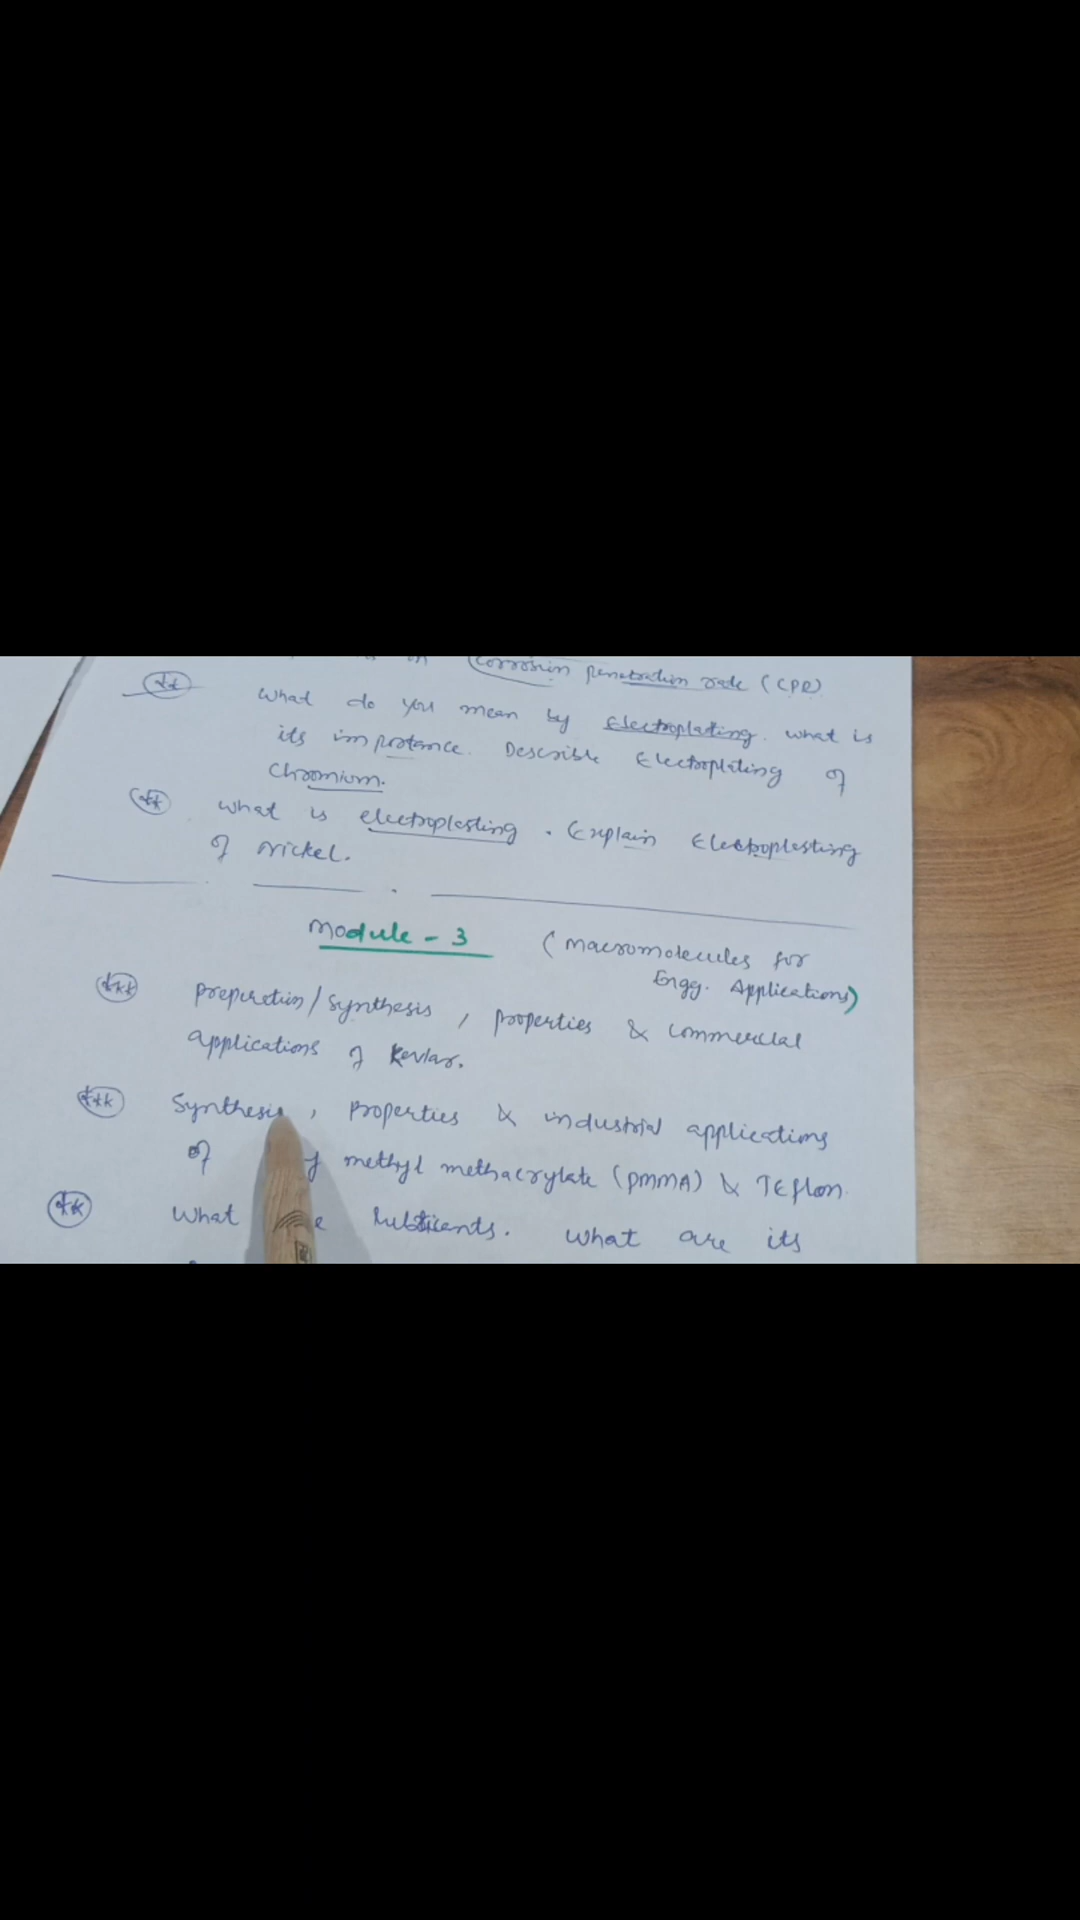 Corrosion penetration rate (CPR)
** What do you mean by Electroplating. What is
its importance. Describe Electroplating of
Chromium.
** What is electroplasting. Explain Electroplasting
of Nickel.
Module - 3 (Macromolecules for
Engg. Applications)
*** Preparation/Synthesis, properties & commercial
applications of Kevlar.
*** Synthesis, properties & industrial applications
of methyl methacrylate (PMMA) & TEflon.
** What lubricants. What are its